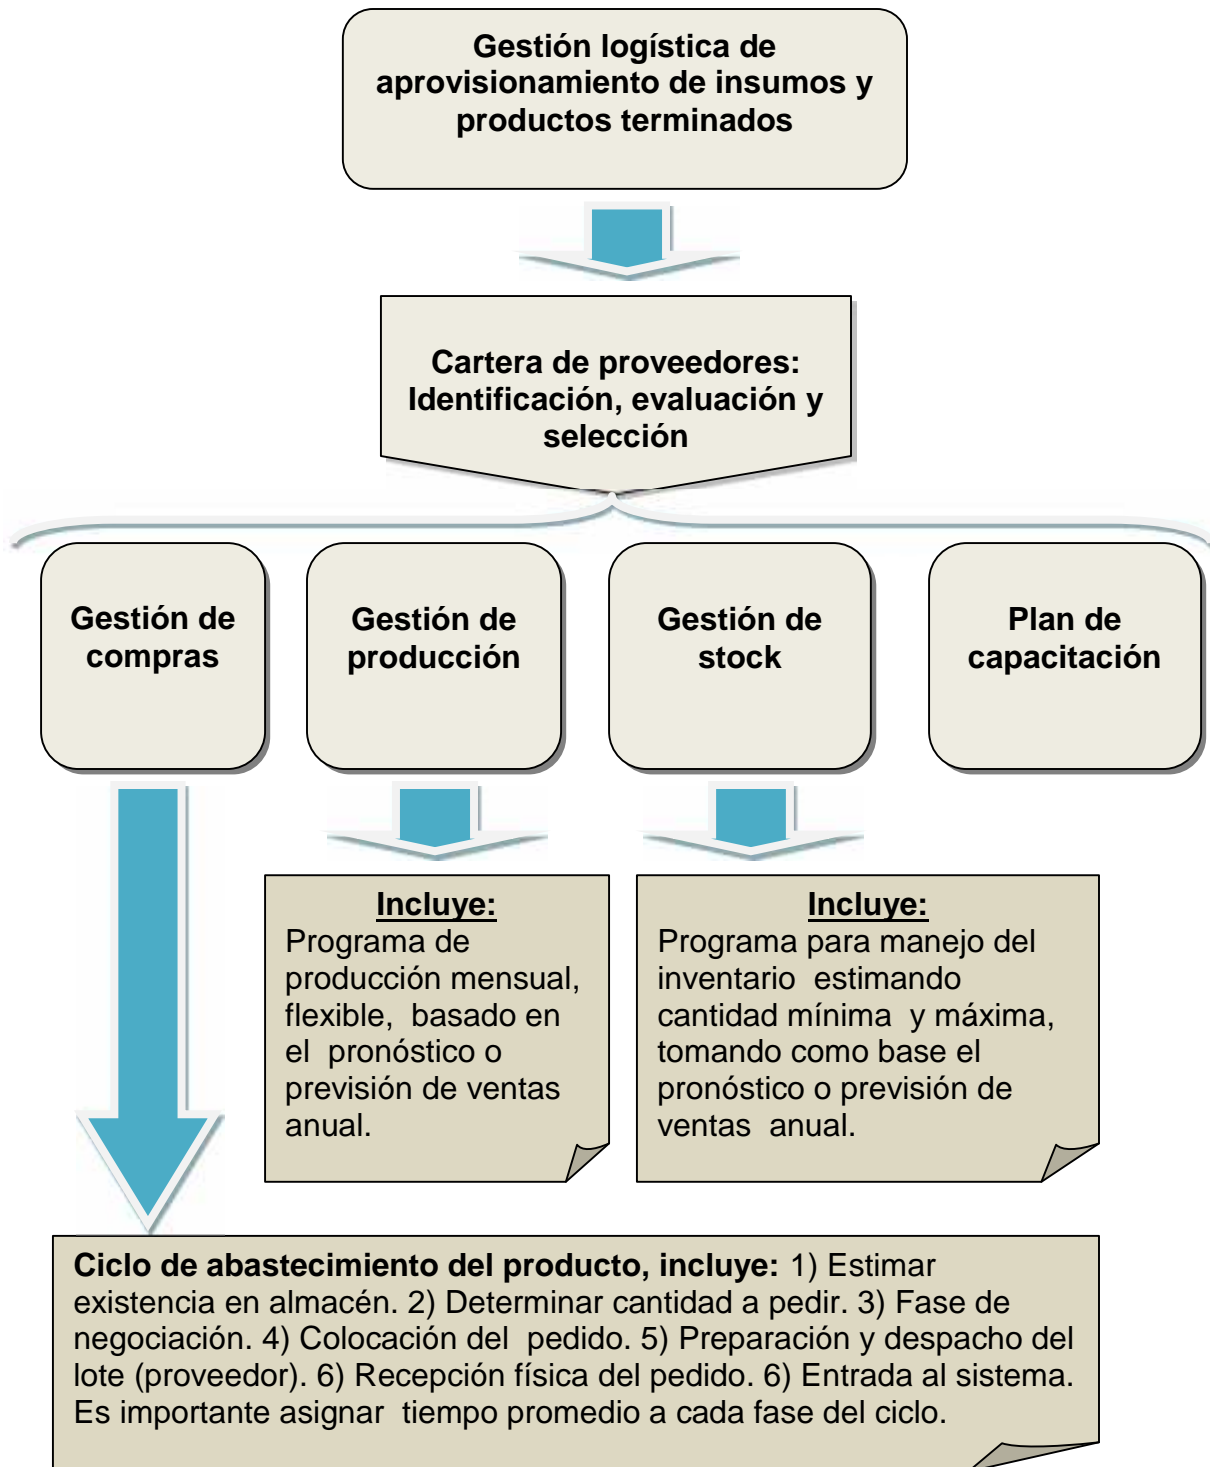 Gestión logística de
aprovisionamiento de insumos y
productos terminados
Cartera de proveedores:
Identificación, evaluación y
selección
Gestión de
compras
Gestión de
producción
Gestión de
stock
Plan de
capacitación
Incluye:
Programa de
producción mensual,
flexible, basado en
el pronóstico o
previsión de ventas
anual.
Incluye:
Programa para manejo del
inventario estimando
cantidad mínima y máxima,
tomando como base el
pronóstico o previsión de
ventas anual.
Ciclo de abastecimiento del producto, incluye: 1) Estimar
existencia en almacén. 2) Determinar cantidad a pedir. 3) Fase de
negociación. 4) Colocación del pedido. 5) Preparación y despacho del
lote (proveedor). 6) Recepción física del pedido. 6) Entrada al sistema.
Es importante asignar tiempo promedio a cada fase del ciclo.